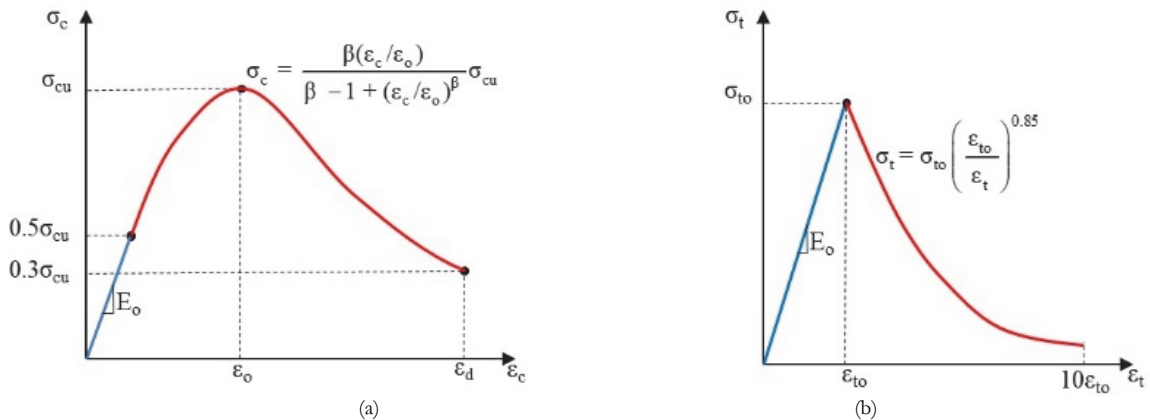 σc
σcu
σc = β(εc/εo) / β − 1 + (εc/εo)^β σcu
0.5σcu
0.3σcu
Eo
εo
εd
εc
(a)
σt
σto
σt = σto (εto / εt)^0.85
Eo
εto
10εto
εt
(b)